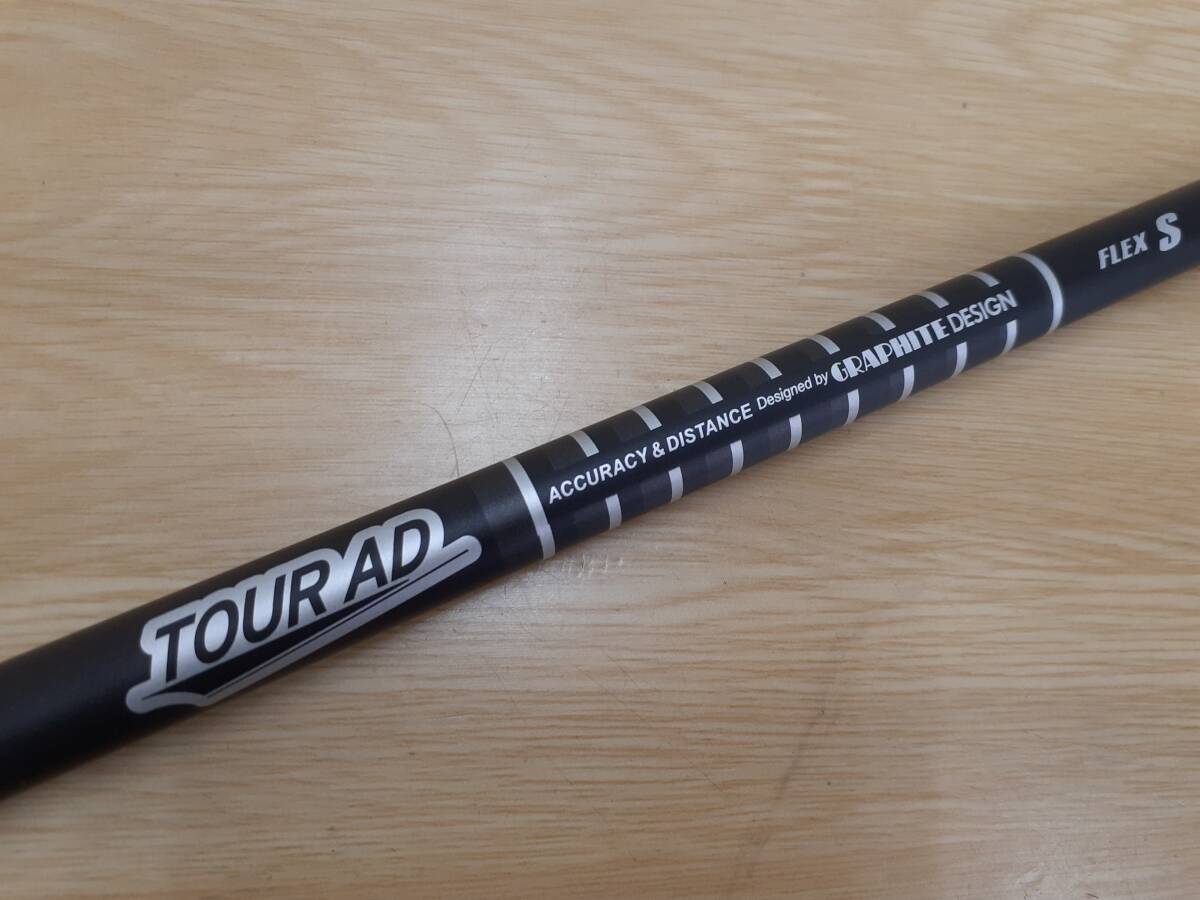 TOUR AD
ACCURACY & DISTANCE Designed by GRAPHITE DESIGN
FLEX S